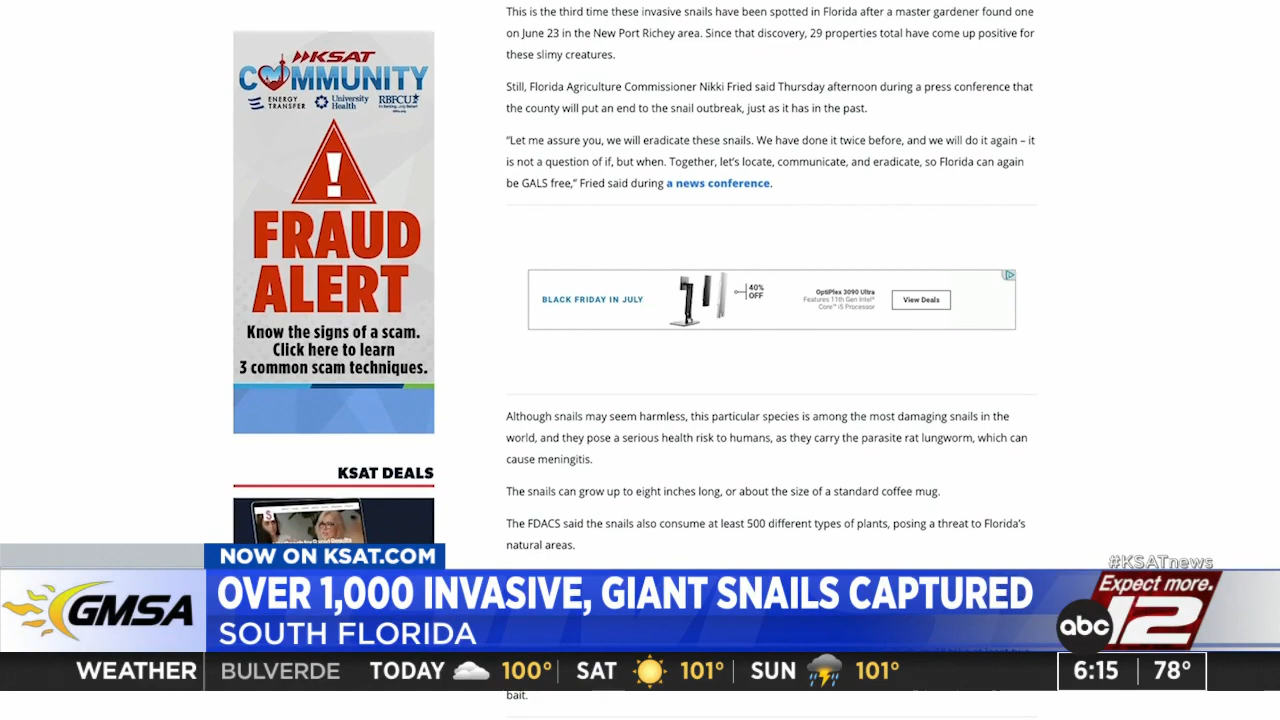 This is the third time these invasive snails have been spotted in Florida after a master gardener found one
on June 23 in the New Port Richey area. Since that discovery, 29 properties total have come up positive for
these slimy creatures.
Still, Florida Agriculture Commissioner Nikki Fried said Thursday afternoon during a press conference that
the county will put an end to the snail outbreak, just as it has in the past.
“Let me assure you, we will eradicate these snails. We have done it twice before, and we will do it again – it
is not a question of if, but when. Together, let’s locate, communicate, and eradicate, so Florida can again
be GALS free,” Fried said during a news conference.
KSAT
COMMUNITY
ENERGY TRANSFER
University Health
RBFCU
FRAUD
ALERT
Know the signs of a scam.
Click here to learn
3 common scam techniques.
BLACK FRIDAY IN JULY
40%
OFF
OptiPlex 3090 Ultra
Features 11th Gen Intel®
Core™ i5 Processor
View Deals
Although snails may seem harmless, this particular species is among the most damaging snails in the
world, and they pose a serious health risk to humans, as they carry the parasite rat lungworm, which can
cause meningitis.
The snails can grow up to eight inches long, or about the size of a standard coffee mug.
The FDACS said the snails also consume at least 500 different types of plants, posing a threat to Florida’s
natural areas.
KSAT DEALS
NOW ON KSAT.COM
#KSATnews
GMSA
OVER 1,000 INVASIVE, GIANT SNAILS CAPTURED
SOUTH FLORIDA
Expect more.
abc 12
WEATHER BULVERDE TODAY 100° SAT 101° SUN 101° 6:15 78°
bait.